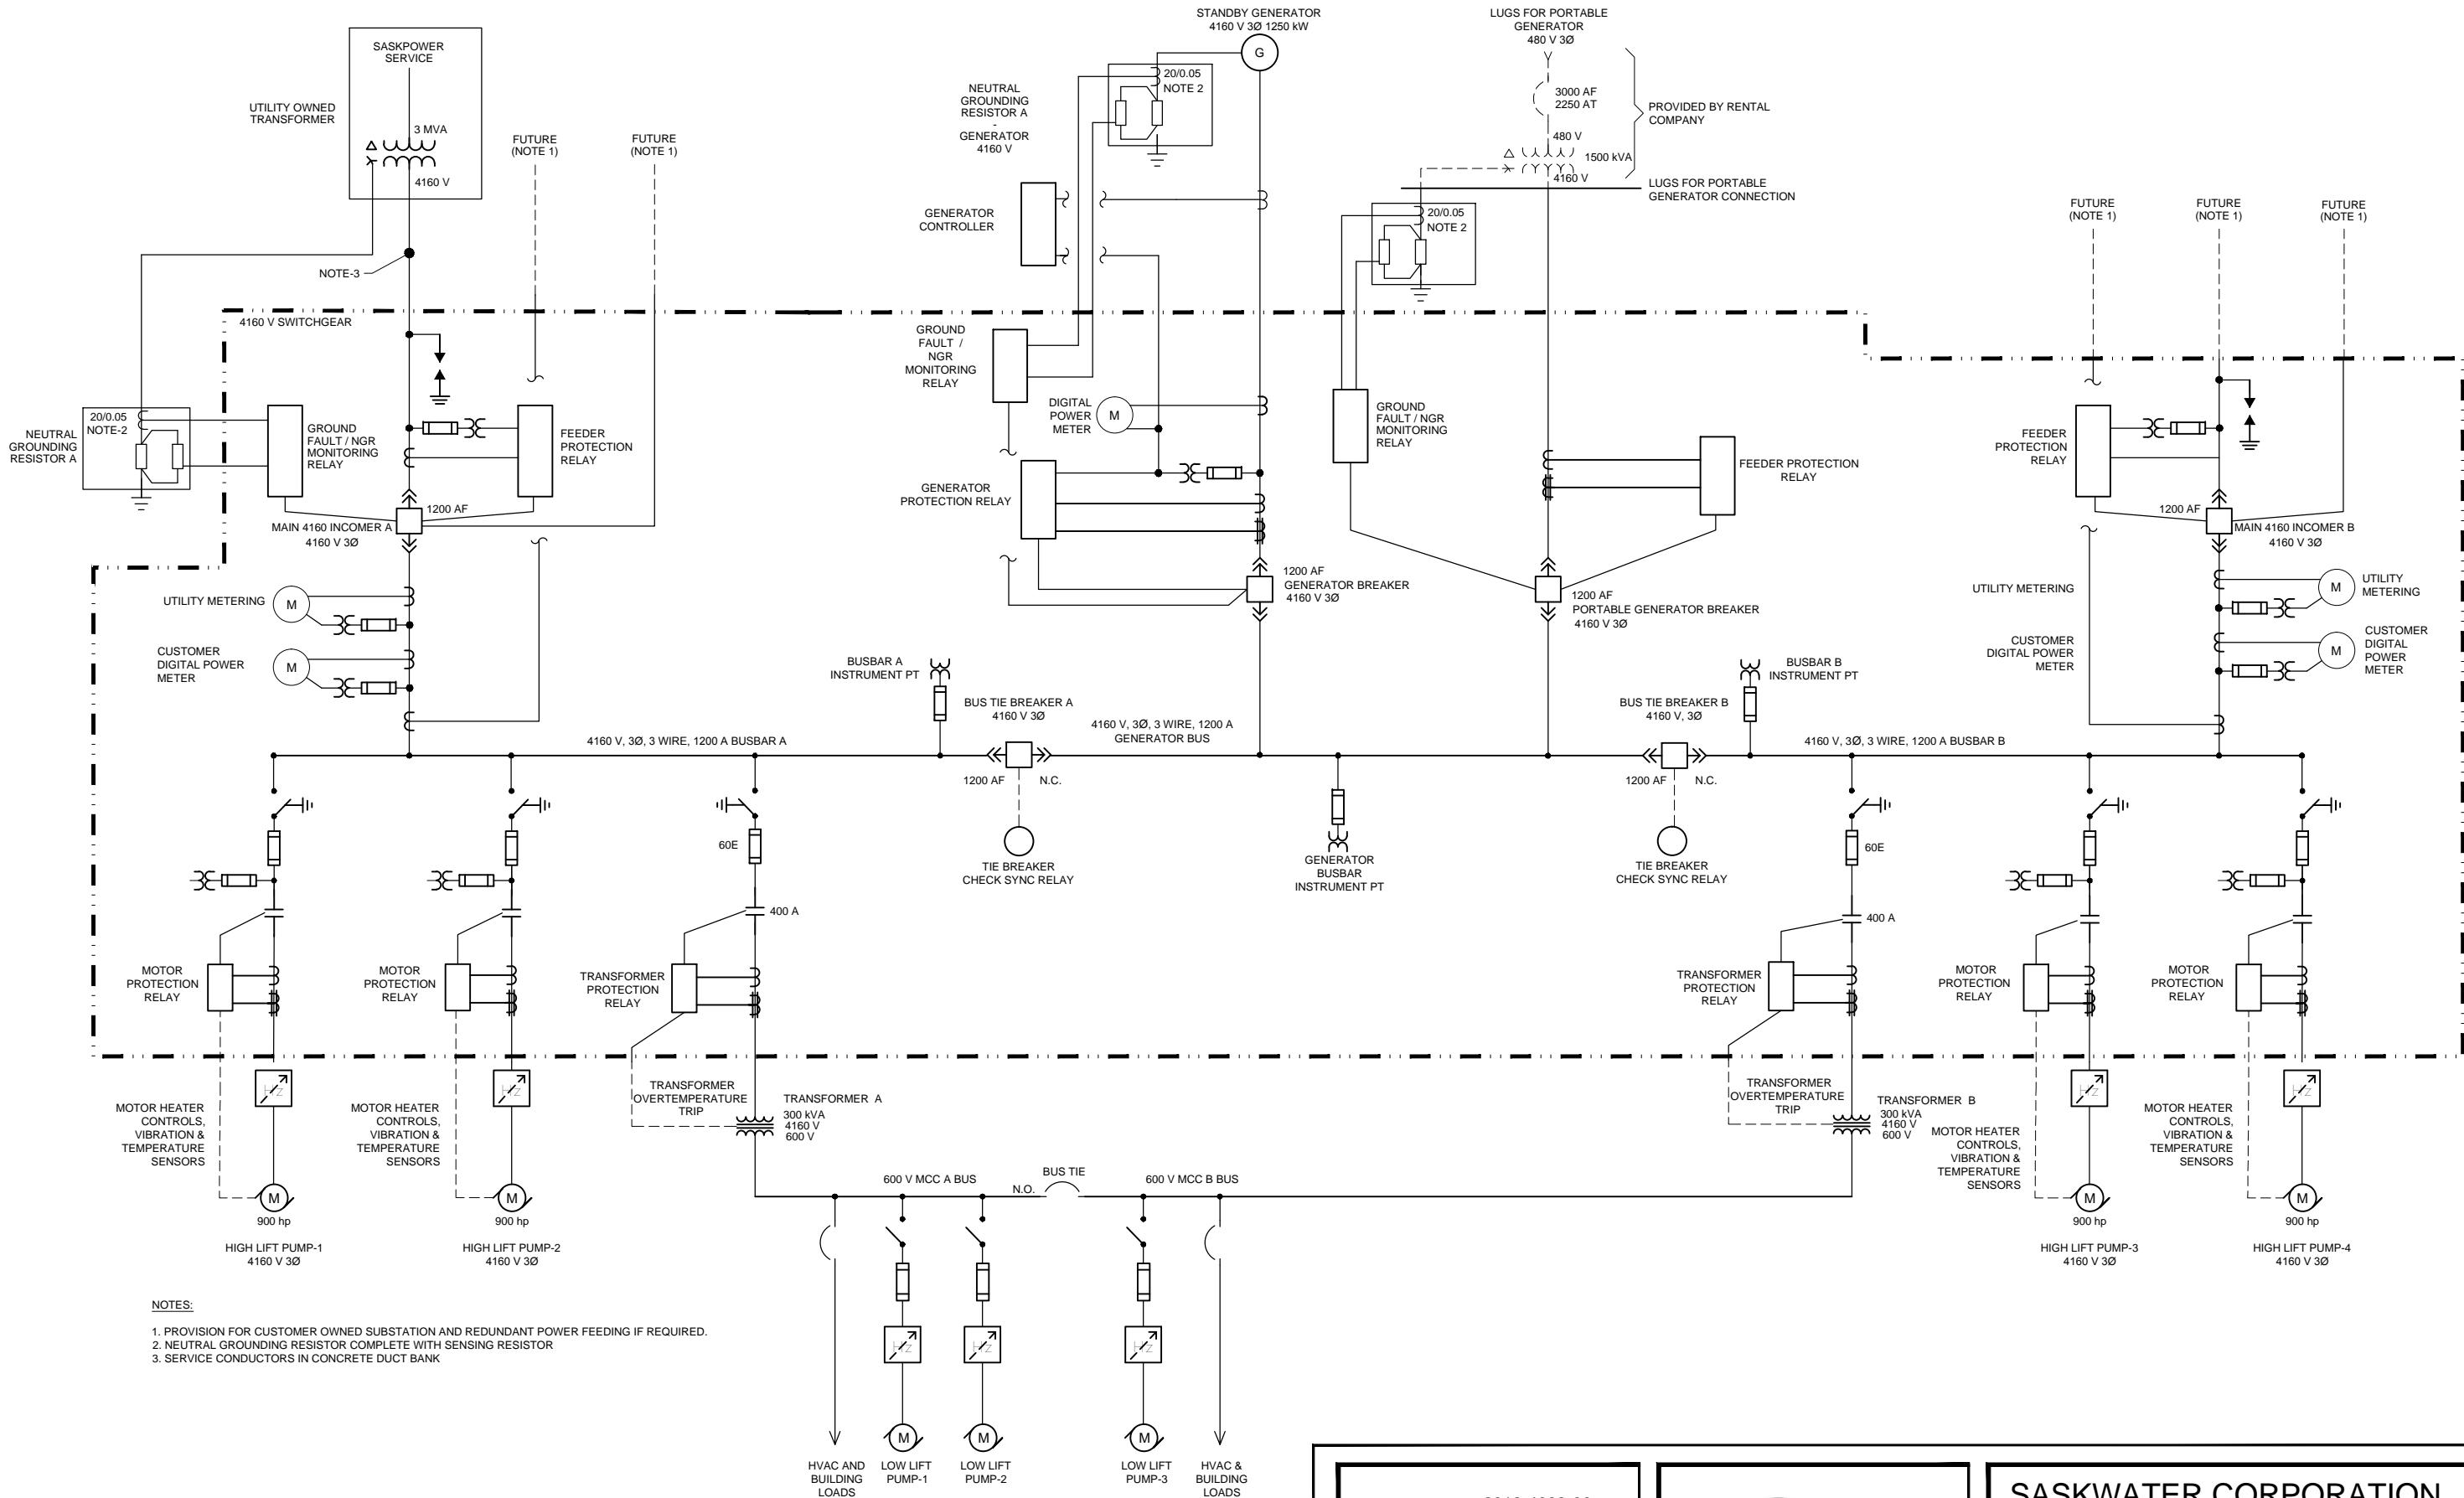 STANDBY GENERATOR
4160 V 3Ø 1250 kW
G
LUGS FOR PORTABLE
GENERATOR
480 V 3Ø
SASKPOWER
SERVICE
UTILITY OWNED
TRANSFORMER
3 MVA
4160 V
FUTURE
(NOTE 1)
FUTURE
(NOTE 1)
NEUTRAL
GROUNDING
RESISTOR A
-
GENERATOR
4160 V
20/0.05
NOTE 2
3000 AF
2250 AT
PROVIDED BY RENTAL
COMPANY
480 V
1500 kVA
4160 V
LUGS FOR PORTABLE
GENERATOR CONNECTION
GENERATOR
CONTROLLER
20/0.05
NOTE 2
FUTURE
(NOTE 1)
FUTURE
(NOTE 1)
FUTURE
(NOTE 1)
NOTE-3
4160 V SWITCHGEAR
GROUND
FAULT /
NGR
MONITORING
RELAY
DIGITAL
POWER
METER
M
GROUND
FAULT / NGR
MONITORING
RELAY
NEUTRAL
GROUNDING
RESISTOR A
20/0.05
NOTE-2
GROUND
FAULT / NGR
MONITORING
RELAY
FEEDER
PROTECTION
RELAY
GENERATOR
PROTECTION RELAY
FEEDER PROTECTION
RELAY
FEEDER
PROTECTION
RELAY
1200 AF
MAIN 4160 INCOMER A
4160 V 3Ø
1200 AF
MAIN 4160 INCOMER B
4160 V 3Ø
1200 AF
GENERATOR BREAKER
4160 V 3Ø
1200 AF
PORTABLE GENERATOR BREAKER
4160 V 3Ø
UTILITY METERING
M
UTILITY METERING
M
UTILITY
METERING
CUSTOMER
DIGITAL POWER
METER
M
CUSTOMER
DIGITAL POWER
METER
M
CUSTOMER
DIGITAL
POWER
METER
BUSBAR A
INSTRUMENT PT
BUSBAR B
INSTRUMENT PT
BUS TIE BREAKER A
4160 V 3Ø
BUS TIE BREAKER B
4160 V, 3Ø
4160 V, 3Ø, 3 WIRE, 1200 A BUSBAR A
4160 V, 3Ø, 3 WIRE, 1200 A
GENERATOR BUS
4160 V, 3Ø, 3 WIRE, 1200 A BUSBAR B
1200 AF
N.C.
1200 AF
N.C.
60E
TIE BREAKER
CHECK SYNC RELAY
GENERATOR
BUSBAR
INSTRUMENT PT
TIE BREAKER
CHECK SYNC RELAY
60E
400 A
400 A
MOTOR
PROTECTION
RELAY
MOTOR
PROTECTION
RELAY
TRANSFORMER
PROTECTION
RELAY
TRANSFORMER
PROTECTION
RELAY
MOTOR
PROTECTION
RELAY
MOTOR
PROTECTION
RELAY
MOTOR HEATER
CONTROLS,
VIBRATION &
TEMPERATURE
SENSORS
Hz
MOTOR HEATER
CONTROLS,
VIBRATION &
TEMPERATURE
SENSORS
Hz
TRANSFORMER
OVERTEMPERATURE
TRIP
TRANSFORMER A
300 kVA
4160 V
600 V
TRANSFORMER
OVERTEMPERATURE
TRIP
TRANSFORMER B
300 kVA
4160 V
600 V
MOTOR HEATER
CONTROLS,
VIBRATION &
TEMPERATURE
SENSORS
Hz
MOTOR HEATER
CONTROLS,
VIBRATION &
TEMPERATURE
SENSORS
Hz
M
900 hp
HIGH LIFT PUMP-1
4160 V 3Ø
M
900 hp
HIGH LIFT PUMP-2
4160 V 3Ø
600 V MCC A BUS
N.O.
BUS TIE
600 V MCC B BUS
M
900 hp
HIGH LIFT PUMP-3
4160 V 3Ø
M
900 hp
HIGH LIFT PUMP-4
4160 V 3Ø
NOTES:
1. PROVISION FOR CUSTOMER OWNED SUBSTATION AND REDUNDANT POWER FEEDING IF REQUIRED.
2. NEUTRAL GROUNDING RESISTOR COMPLETE WITH SENSING RESISTOR
3. SERVICE CONDUCTORS IN CONCRETE DUCT BANK
Hz
Hz
Hz
M
M
M
HVAC AND
BUILDING
LOADS
LOW LIFT
PUMP-1
LOW LIFT
PUMP-2
LOW LIFT
PUMP-3
HVAC &
BUILDING
LOADS
SASKWATER CORPORATION